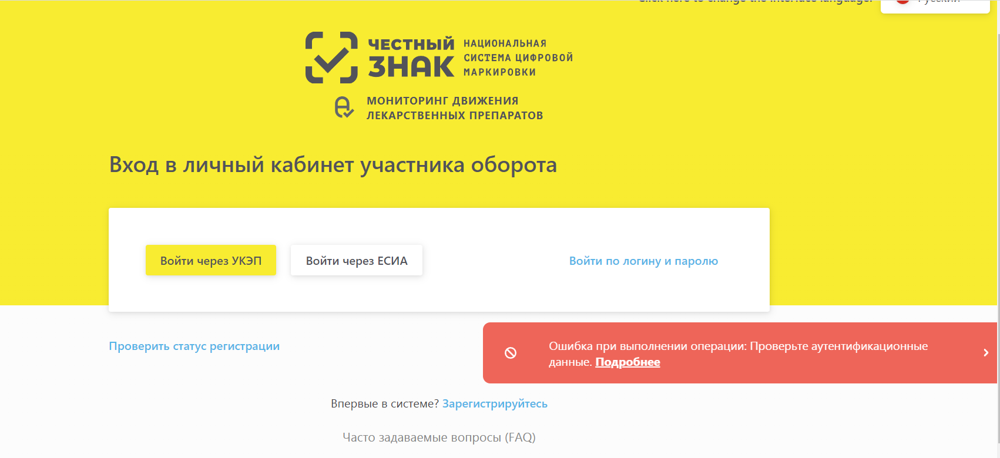 Click here to change the interface language:
Русский
ЧЕСТНЫЙ
ЗНАК
НАЦИОНАЛЬНАЯ
СИСТЕМА ЦИФРОВОЙ
МАРКИРОВКИ
МОНИТОРИНГ ДВИЖЕНИЯ
ЛЕКАРСТВЕННЫХ ПРЕПАРАТОВ
Вход в личный кабинет участника оборота
Войти через УКЭП
Войти через ЕСИА
Войти по логину и паролю
Проверить статус регистрации
Ошибка при выполнении операции: Проверьте аутентификационные
данные. Подробнее
Впервые в системе? Зарегистрируйтесь
Часто задаваемые вопросы (FAQ)